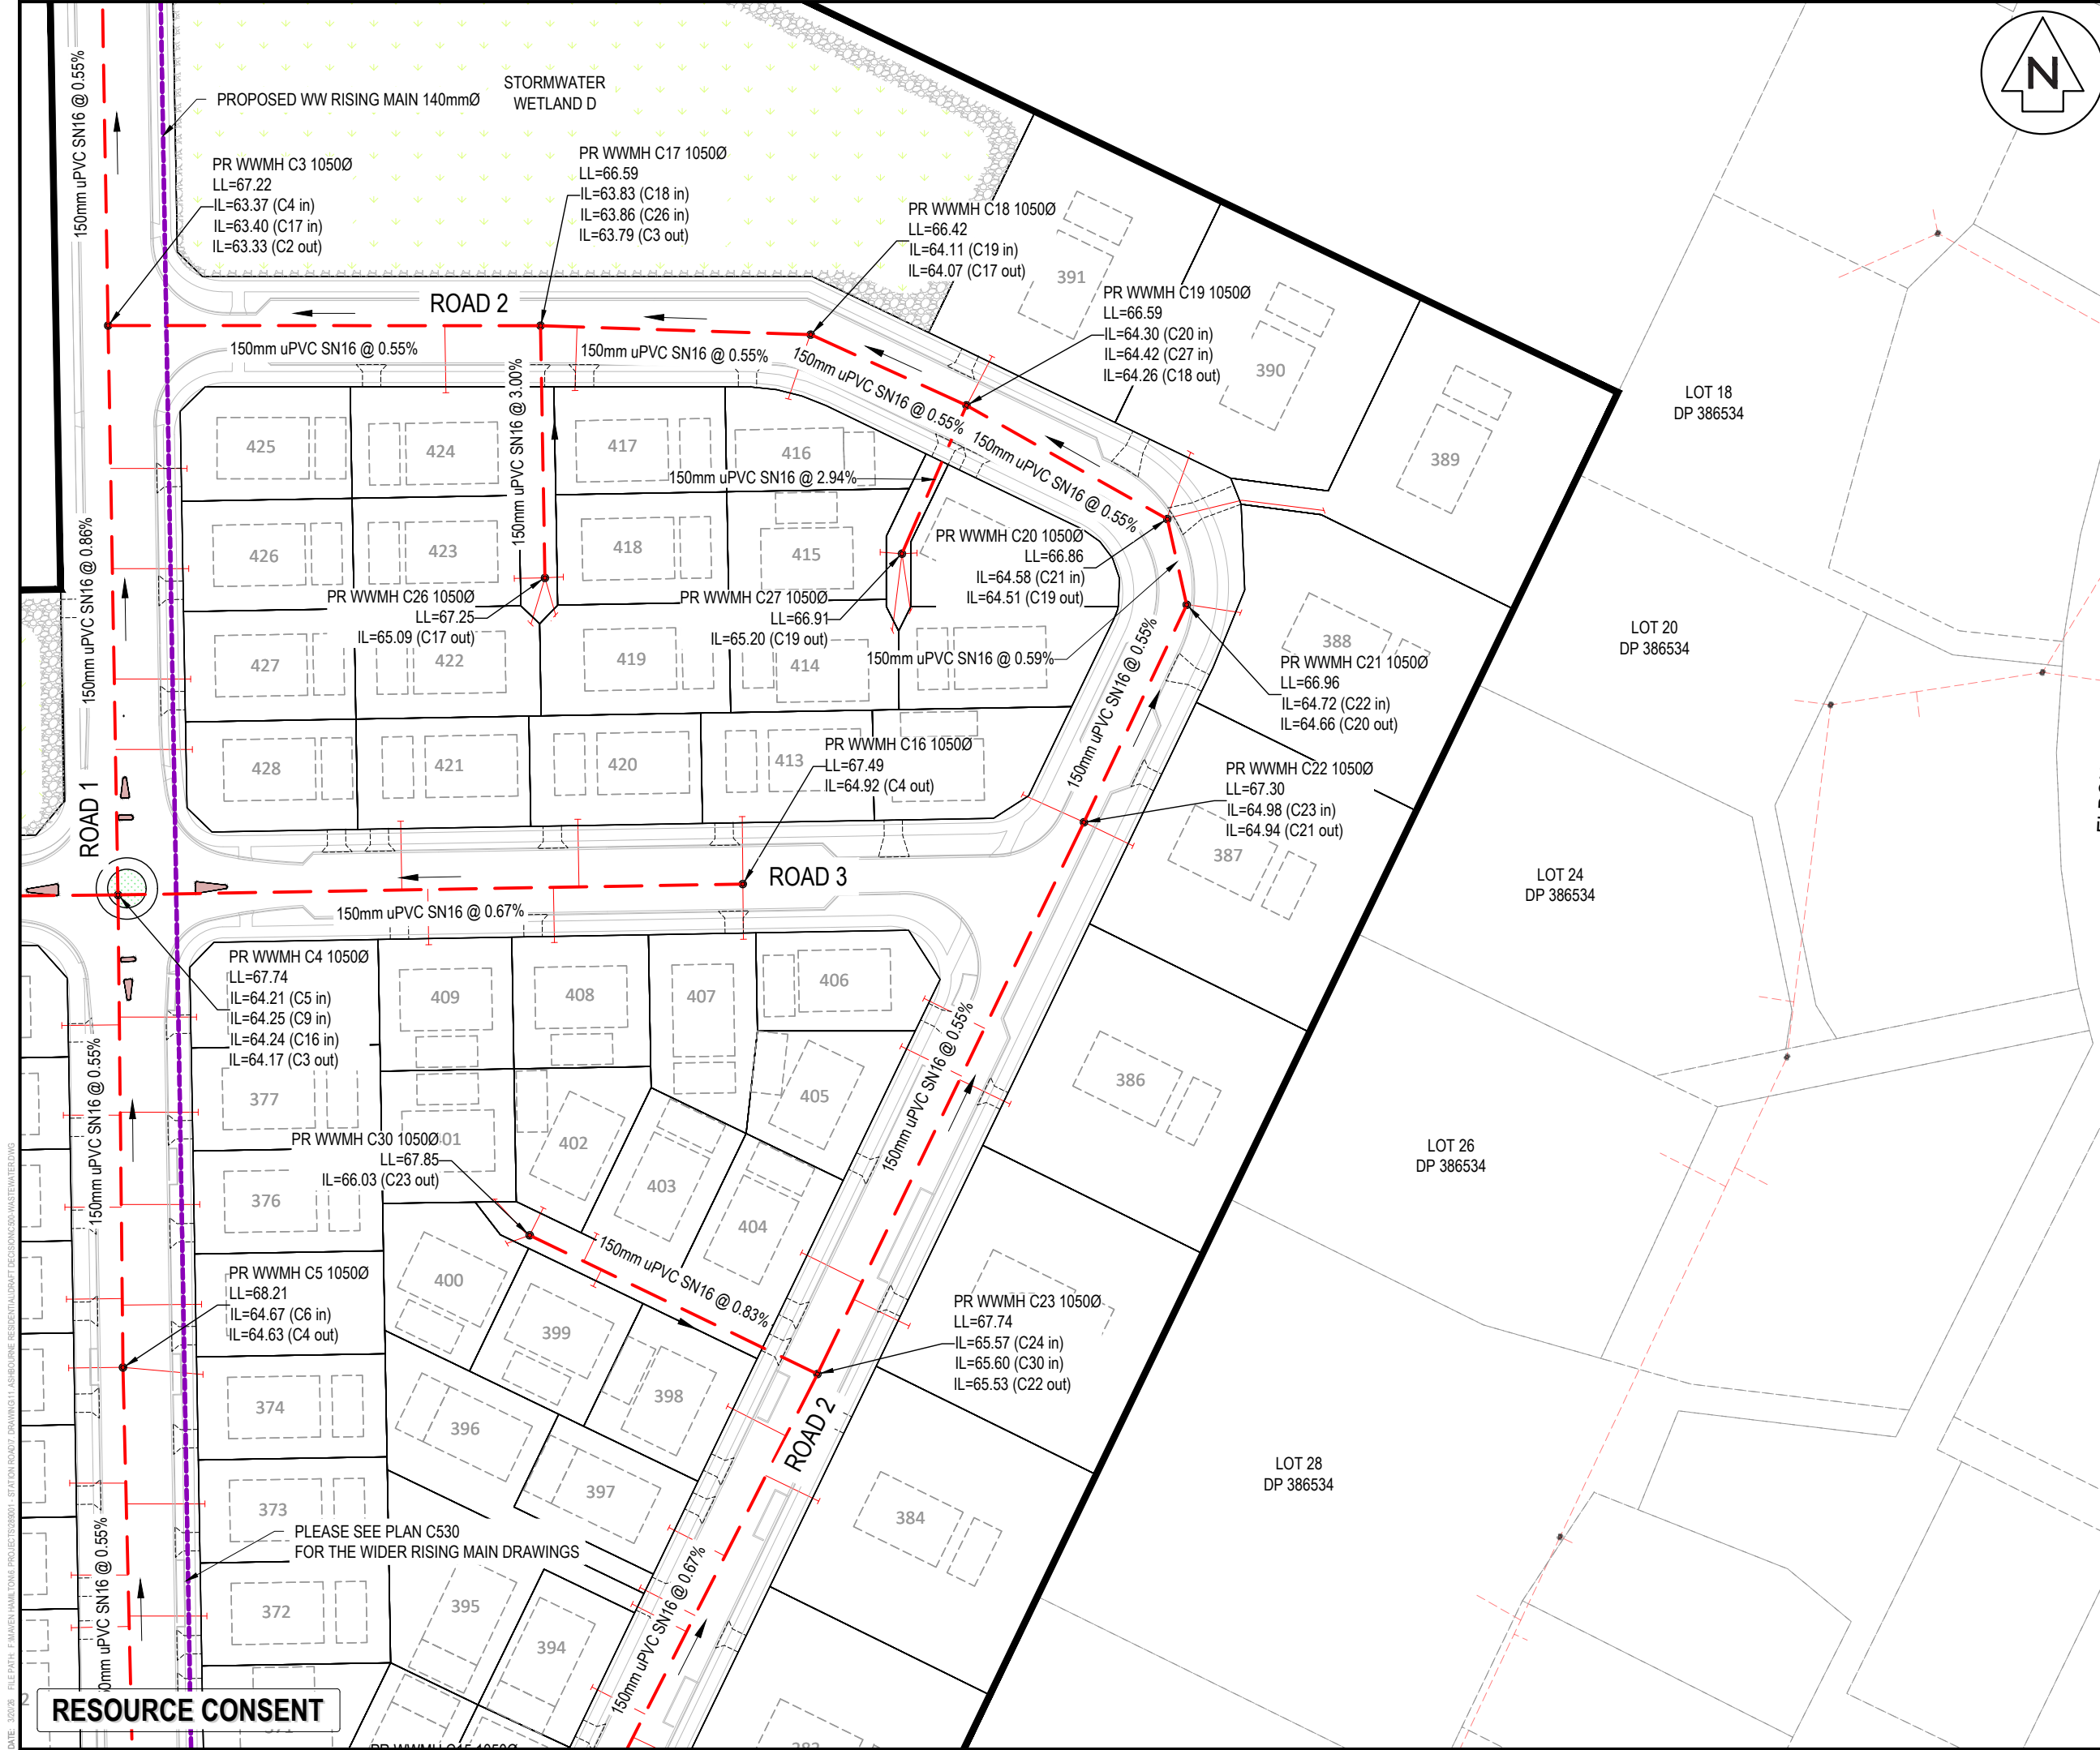 150mm uPVC SN16 @ 0.55%
PROPOSED WW RISING MAIN 140mmØ
STORMWATER
WETLAND D
N
PR WWMH C3 1050Ø
LL=67.22
IL=63.37 (C4 in)
IL=63.40 (C17 in)
IL=63.33 (C2 out)
PR WWMH C17 1050Ø
LL=66.59
IL=63.83 (C18 in)
IL=63.86 (C26 in)
IL=63.79 (C3 out)
PR WWMH C18 1050Ø
LL=66.42
IL=64.11 (C19 in)
IL=64.07 (C17 out)
PR WWMH C19 1050Ø
LL=66.59
IL=64.30 (C20 in)
IL=64.42 (C27 in)
IL=64.26 (C18 out)
391
390
389
ROAD 2
150mm uPVC SN16 @ 0.55%
150mm uPVC SN16 @ 0.55%
150mm uPVC SN16 @ 0.55%
150mm uPVC SN16 @ 0.55%
150mm uPVC SN16 @ 3.00%
150mm uPVC SN16 @ 2.94%
LOT 18
DP 386534
425
424
417
416
426
423
418
415
PR WWMH C20 1050Ø
LL=66.86
IL=64.58 (C21 in)
IL=64.51 (C19 out)
150mm uPVC SN16 @ 0.86%
PR WWMH C26 1050Ø
LL=67.25
IL=65.09 (C17 out)
PR WWMH C27 1050Ø
LL=66.91
IL=65.20 (C19 out)
427
422
419
414
150mm uPVC SN16 @ 0.59%
150mm uPVC SN16 @ 0.55%
388
PR WWMH C21 1050Ø
LL=66.96
IL=64.72 (C22 in)
IL=64.66 (C20 out)
LOT 20
DP 386534
428
421
420
413
PR WWMH C16 1050Ø
LL=67.49
IL=64.92 (C4 out)
PR WWMH C22 1050Ø
LL=67.30
IL=64.98 (C23 in)
IL=64.94 (C21 out)
387
ROAD 1
ROAD 3
150mm uPVC SN16 @ 0.67%
LOT 24
DP 386534
PR WWMH C4 1050Ø
LL=67.74
IL=64.21 (C5 in)
IL=64.25 (C9 in)
IL=64.24 (C16 in)
IL=64.17 (C3 out)
409
408
407
406
377
405
386
150mm uPVC SN16 @ 0.55%
150mm uPVC SN16 @ 0.55%
PR WWMH C30 1050Ø
LL=67.85
IL=66.03 (C23 out)
401
402
403
404
376
LOT 26
DP 386534
150mm uPVC SN16 @ 0.83%
PR WWMH C5 1050Ø
LL=68.21
IL=64.67 (C6 in)
IL=64.63 (C4 out)
400
399
398
PR WWMH C23 1050Ø
LL=67.74
IL=65.57 (C24 in)
IL=65.60 (C30 in)
IL=65.53 (C22 out)
374
396
397
ROAD 2
384
LOT 28
DP 386534
373
PLEASE SEE PLAN C530
FOR THE WIDER RISING MAIN DRAWINGS
150mm uPVC SN16 @ 0.67%
0mm uPVC SN16 @ 0.55%
372
395
394
RESOURCE CONSENT